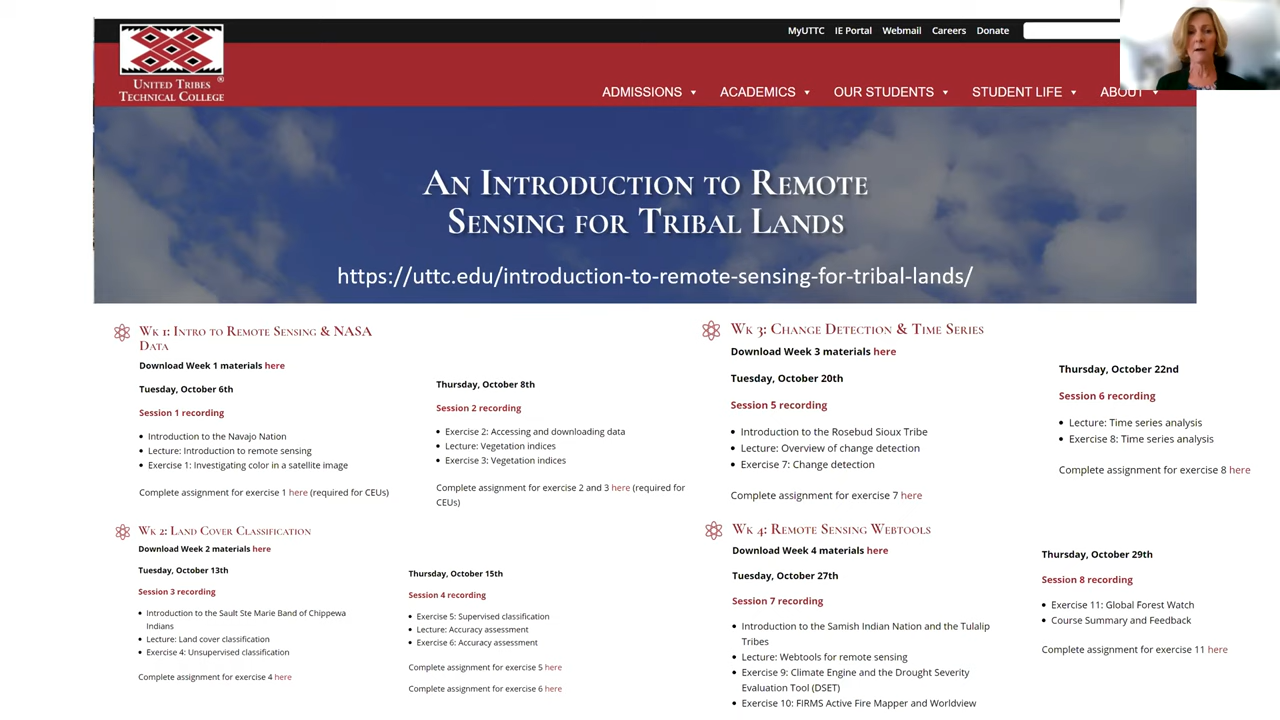 MyUTTC IE Portal Webmail Careers Donate
UNITED TRIBES
TECHNICAL COLLEGE ®
ADMISSIONS ACADEMICS OUR STUDENTS STUDENT LIFE ABOUT
AN INTRODUCTION TO REMOTE
SENSING FOR TRIBAL LANDS
https://uttc.edu/introduction-to-remote-sensing-for-tribal-lands/
WK 1: INTRO TO REMOTE SENSING & NASA
DATA
Download Week 1 materials here
Tuesday, October 6th
Session 1 recording
• Introduction to the Navajo Nation
• Lecture: Introduction to remote sensing
• Exercise 1: Investigating color in a satellite image
Complete assignment for exercise 1 here (required for CEUs)
Thursday, October 8th
Session 2 recording
• Exercise 2: Accessing and downloading data
• Lecture: Vegetation indices
• Exercise 3: Vegetation indices
Complete assignment for exercise 2 and 3 here (required for
CEUs)
WK 2: LAND COVER CLASSIFICATION
Download Week 2 materials here
Tuesday, October 13th
Session 3 recording
• Introduction to the Sault Ste Marie Band of Chippewa
Indians
• Lecture: Land cover classification
• Exercise 4: Unsupervised classification
Complete assignment for exercise 4 here
Thursday, October 15th
Session 4 recording
• Exercise 5: Supervised classification
• Lecture: Accuracy assessment
• Exercise 6: Accuracy assessment
Complete assignment for exercise 5 here
Complete assignment for exercise 6 here
WK 3: CHANGE DETECTION & TIME SERIES
Download Week 3 materials here
Tuesday, October 20th
Session 5 recording
• Introduction to the Rosebud Sioux Tribe
• Lecture: Overview of change detection
• Exercise 7: Change detection
Complete assignment for exercise 7 here
Thursday, October 22nd
Session 6 recording
• Lecture: Time series analysis
• Exercise 8: Time series analysis
Complete assignment for exercise 8 here
WK 4: REMOTE SENSING WEBTOOLS
Download Week 4 materials here
Tuesday, October 27th
Session 7 recording
• Introduction to the Samish Indian Nation and the Tulalip
Tribes
• Lecture: Webtools for remote sensing
• Exercise 9: Climate Engine and the Drought Severity
Evaluation Tool (DSET)
• Exercise 10: FIRMS Active Fire Mapper and Worldview
Thursday, October 29th
Session 8 recording
• Exercise 11: Global Forest Watch
• Course Summary and Feedback
Complete assignment for exercise 11 here